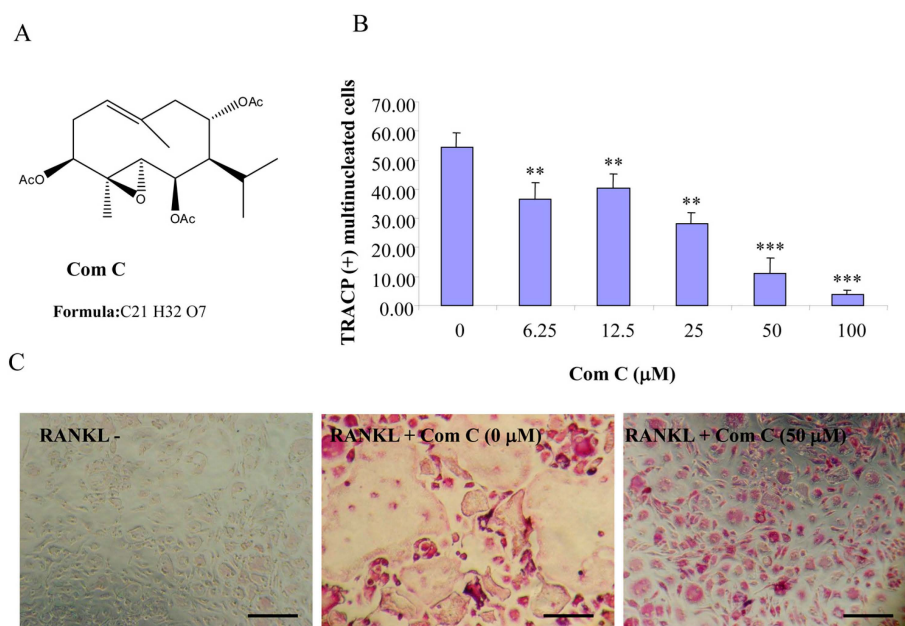 A
OAc
AcO
O
OAc
Com C
Formula:C21 H32 O7
B
TRACP (+) multinucleated cells
70.00
60.00
50.00
40.00
30.00
20.00
10.00
0.00
**
**
**
***
***
0 6.25 12.5 25 50 100
Com C (μM)
C
RANKL -
RANKL + Com C (0 μM)
RANKL + Com C (50 μM)